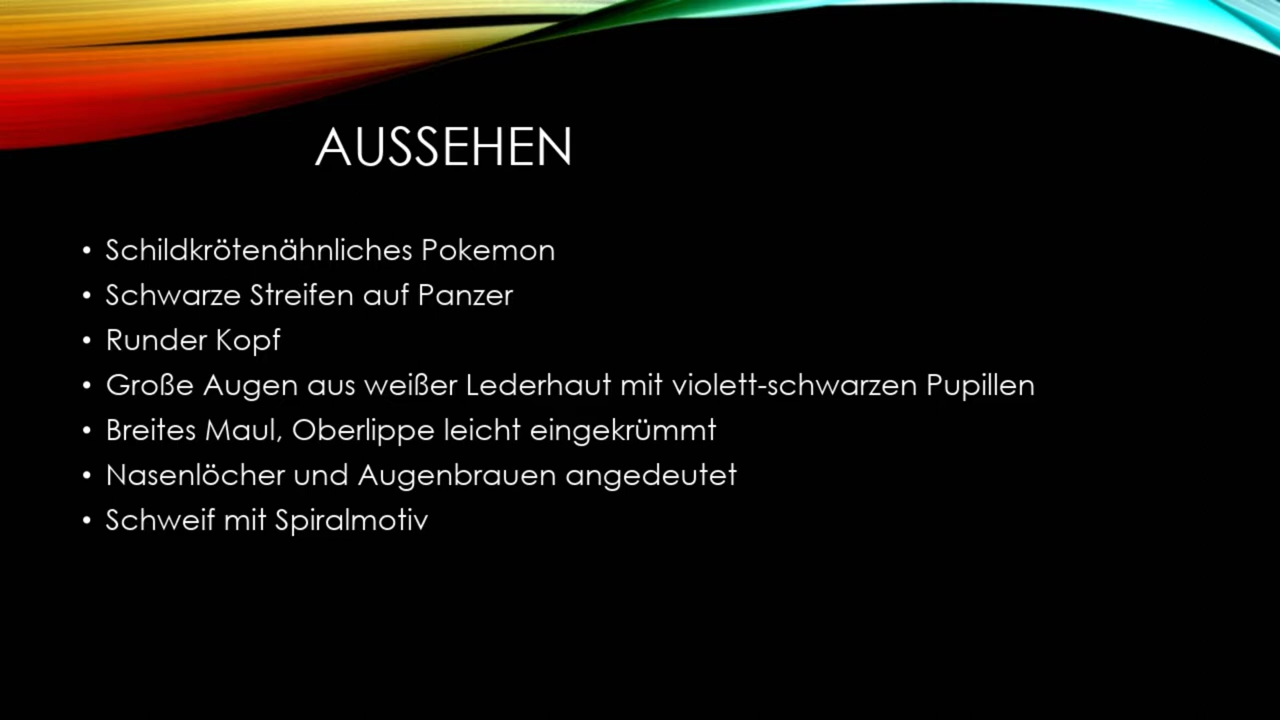 AUSSEHEN
• Schildkrötenähnliches Pokemon
• Schwarze Streifen auf Panzer
• Runder Kopf
• Große Augen aus weißer Lederhaut mit violett-schwarzen Pupillen
• Breites Maul, Oberlippe leicht eingekrümmt
• Nasenlöcher und Augenbrauen angedeutet
• Schweif mit Spiralmotiv